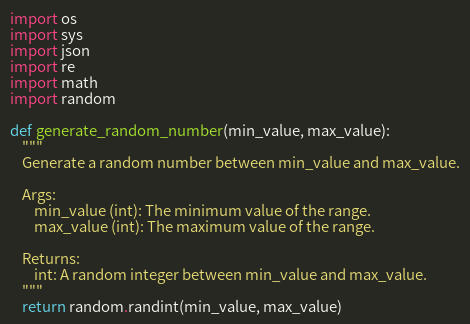 import os
import sys
import json
import re
import math
import random

def generate_random_number(min_value, max_value):
    """
    Generate a random number between min_value and max_value.

    Args:
        min_value (int): The minimum value of the range.
        max_value (int): The maximum value of the range.

    Returns:
        int: A random integer between min_value and max_value.
    """
    return random.randint(min_value, max_value)